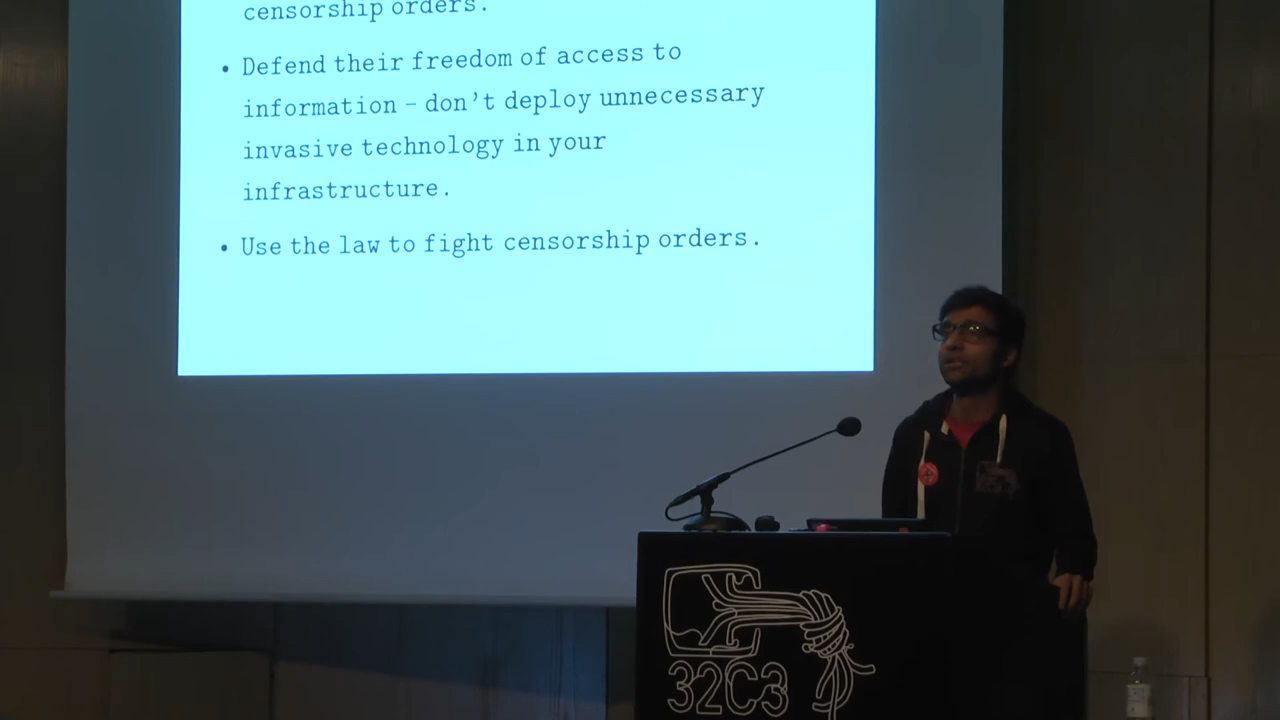 censorship orders.
• Defend their freedom of access to
information – don't deploy unnecessary
invasive technology in your
infrastructure.
• Use the law to fight censorship orders.
32C3